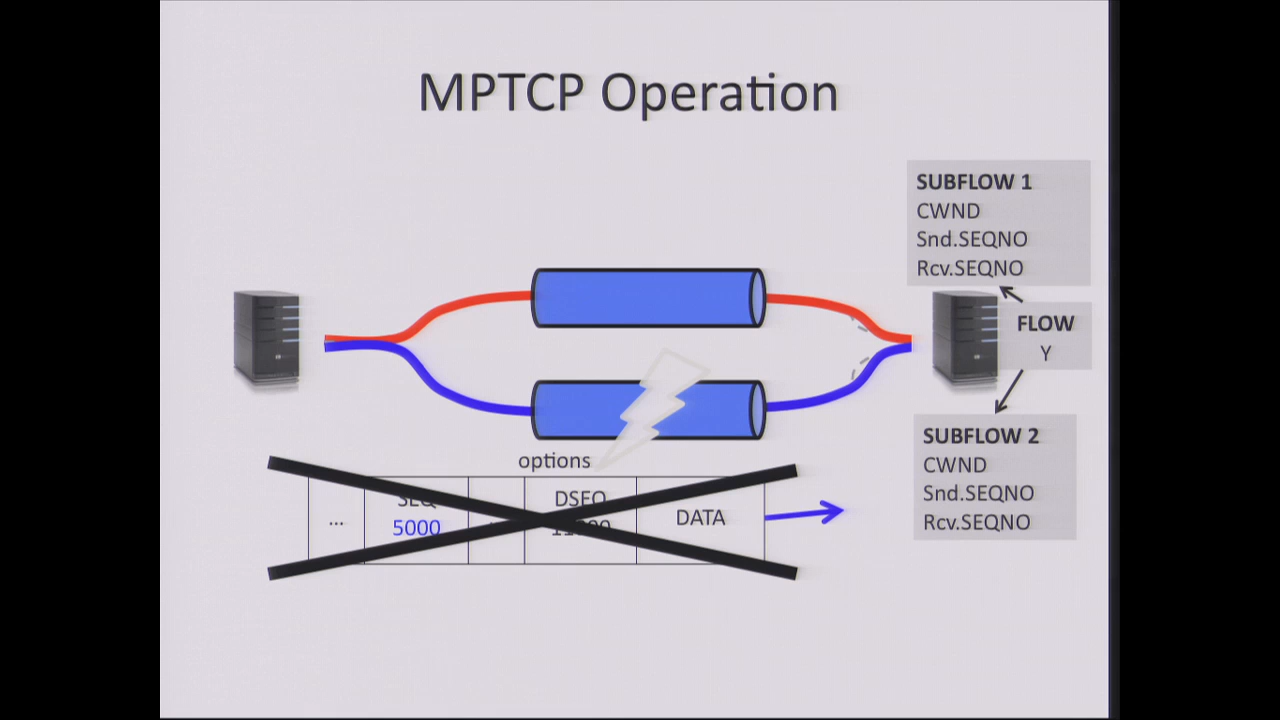 MPTCP Operation
SUBFLOW 1
CWND
Snd.SEQNO
Rcv.SEQNO
FLOW
Y
SUBFLOW 2
CWND
Snd.SEQNO
Rcv.SEQNO
options
... SEQ DSEQ DATA
5000